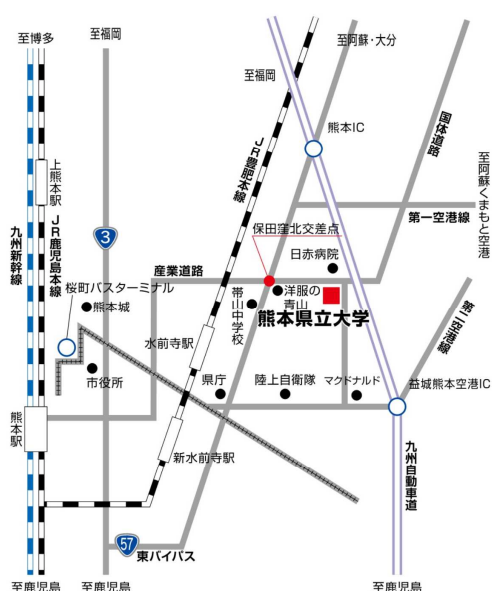 至博多
至福岡
至阿蘇・大分
至福岡
熊本IC
国体道路
至阿蘇くまもと空港
上熊本駅
JR鹿児島本線
九州新幹線
3
JR豊肥本線
第一空港線
保田窪北交差点
日赤病院
産業道路
桜町バスターミナル
熊本城
洋服の
青山
帯山中学校
熊本県立大学
第二空港線
水前寺駅
市役所
県庁
陸上自衛隊
マクドナルド
益城熊本空港IC
熊本駅
新水前寺駅
九州自動車道
57
東バイパス
至鹿児島
至鹿児島
至鹿児島